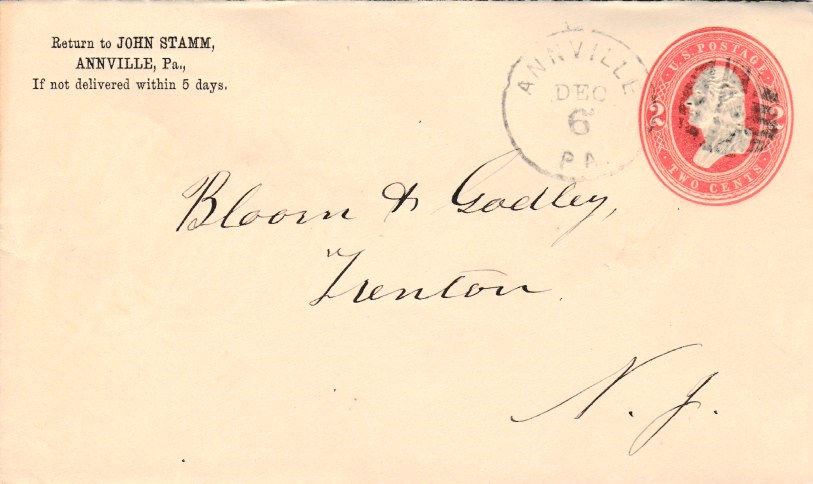 Return to JOHN STAMM,
ANNVILLE, Pa.,
If not delivered within 5 days.
ANNVILLE
DEC
6
PA.
U.S. POSTAGE
2 2
TWO CENTS
Bloom & Godley,
Trenton
N. J.